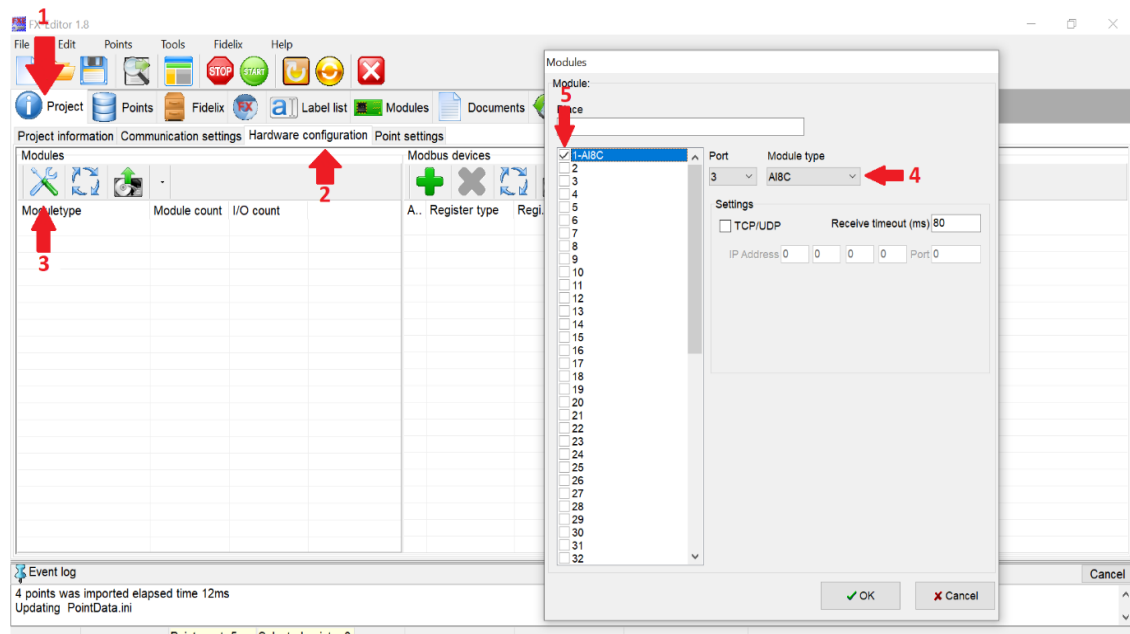 1
FX-Editor 1.8
File Edit Points Tools Fidelix Help
STOP START
Project Points Fidelix FX a Label list Modules Documents
Project information Communication settings Hardware configuration Point settings
Modules Modbus devices
Moduletype Module count I/O count A.. Register type Regi..
2
3
Event log Cancel
4 points was imported elapsed time 12ms
Updating PointData.ini
Modules
Module:
5
1-AI8C
2
3
4
5
6
7
8
9
10
11
12
13
14
15
16
17
18
19
20
21
22
23
24
25
26
27
28
29
30
31
32
Port Module type
3 AI8C 4
Settings
TCP/UDP Receive timeout (ms) 80
IP Address 0 0 0 0 Port 0
OK Cancel